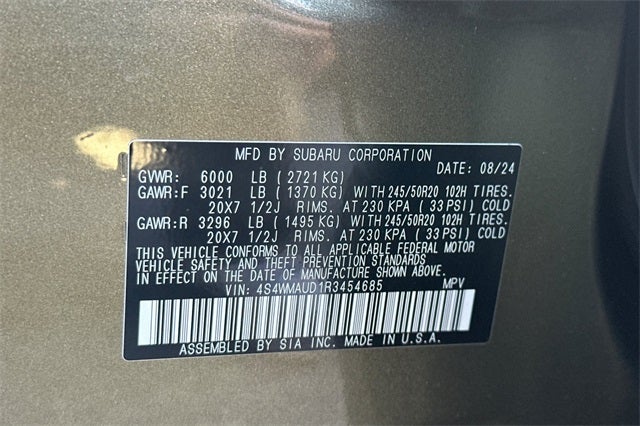 MFD BY SUBARU CORPORATION
DATE: 08/24
GVWR: 6000 LB ( 2721 KG)
GAWR:F 3021 LB ( 1370 KG) WITH 245/50R20 102H TIRES.
20X7 1/2J RIMS. AT 230 KPA ( 33 PSI) COLD
GAWR:R 3296 LB ( 1495 KG) WITH 245/50R20 102H TIRES.
20X7 1/2J RIMS. AT 230 KPA ( 33 PSI) COLD
THIS VEHICLE CONFORMS TO ALL APPLICABLE FEDERAL MOTOR
VEHICLE SAFETY AND THEFT PREVENTION STANDARDS
IN EFFECT ON THE DATE OF MANUFACTURE SHOWN ABOVE.
VIN: 4S4WMAUD1R3454685 MPV
ASSEMBLED BY SIA INC. MADE IN U.S.A.